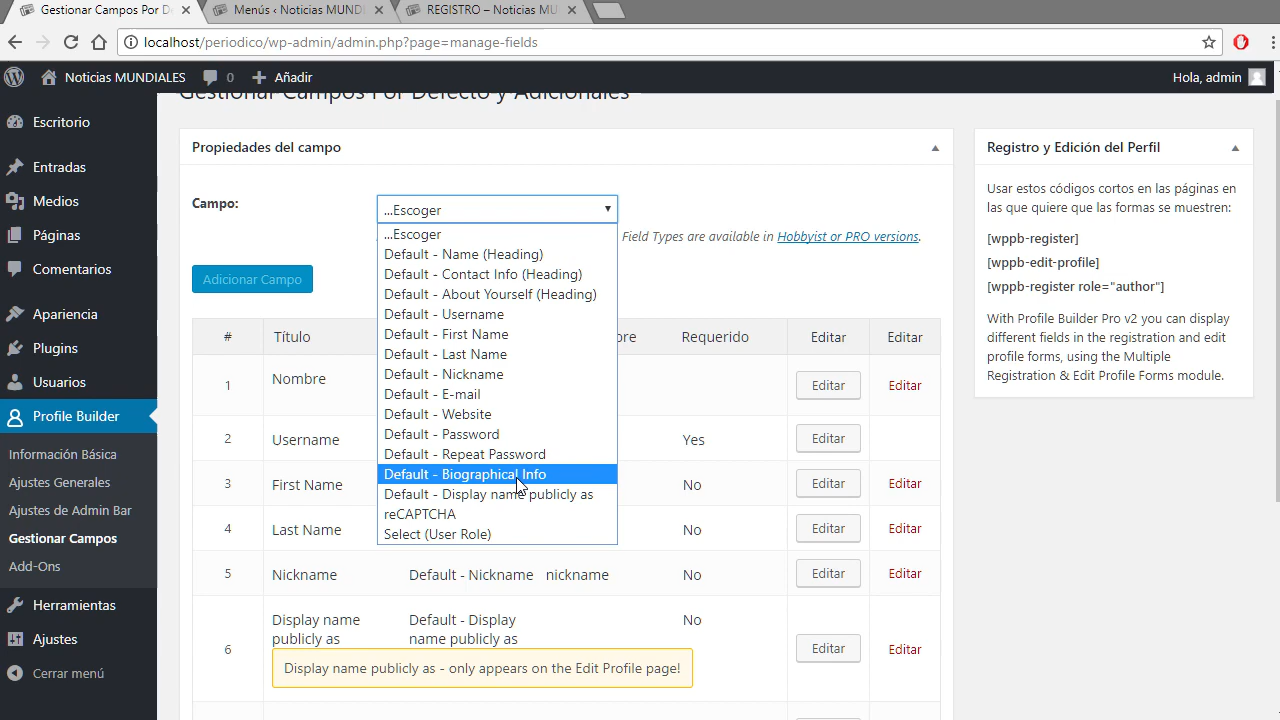 Gestionar Campos Por D
Menús ‹ Noticias MUNDI
REGISTRO – Noticias MU
localhost/periodico/wp-admin/admin.php?page=manage-fields
Noticias MUNDIALES
0
Añadir
Hola, admin
Gestionar Campos Por Defecto y Adicionales
Escritorio
Entradas
Medios
Páginas
Comentarios
Apariencia
Plugins
Usuarios
Profile Builder
Información Básica
Ajustes Generales
Ajustes de Admin Bar
Gestionar Campos
Add-Ons
Herramientas
Ajustes
Cerrar menú
Propiedades del campo
Campo:
...Escoger
...Escoger
Default - Name (Heading)
Default - Contact Info (Heading)
Default - About Yourself (Heading)
Default - Username
Default - First Name
Default - Last Name
Default - Nickname
Default - E-mail
Default - Website
Default - Password
Default - Repeat Password
Default - Biographical Info
Default - Display name publicly as
reCAPTCHA
Select (User Role)
Field Types are available in Hobbyist or PRO versions.
Adicionar Campo
# Título bre Requerido Editar Editar
1 Nombre Editar Editar
2 Username Yes Editar
3 First Name No Editar Editar
4 Last Name No Editar Editar
5 Nickname Default - Nickname nickname No Editar Editar
Display name Default - Display No
publicly as name publicly as
6 Editar Editar
Display name publicly as - only appears on the Edit Profile page!
Registro y Edición del Perfil
Usar estos códigos cortos en las páginas en
las que quiere que las formas se muestren:
[wppb-register]
[wppb-edit-profile]
[wppb-register role="author"]
With Profile Builder Pro v2 you can display
different fields in the registration and edit
profile forms, using the Multiple
Registration & Edit Profile Forms module.